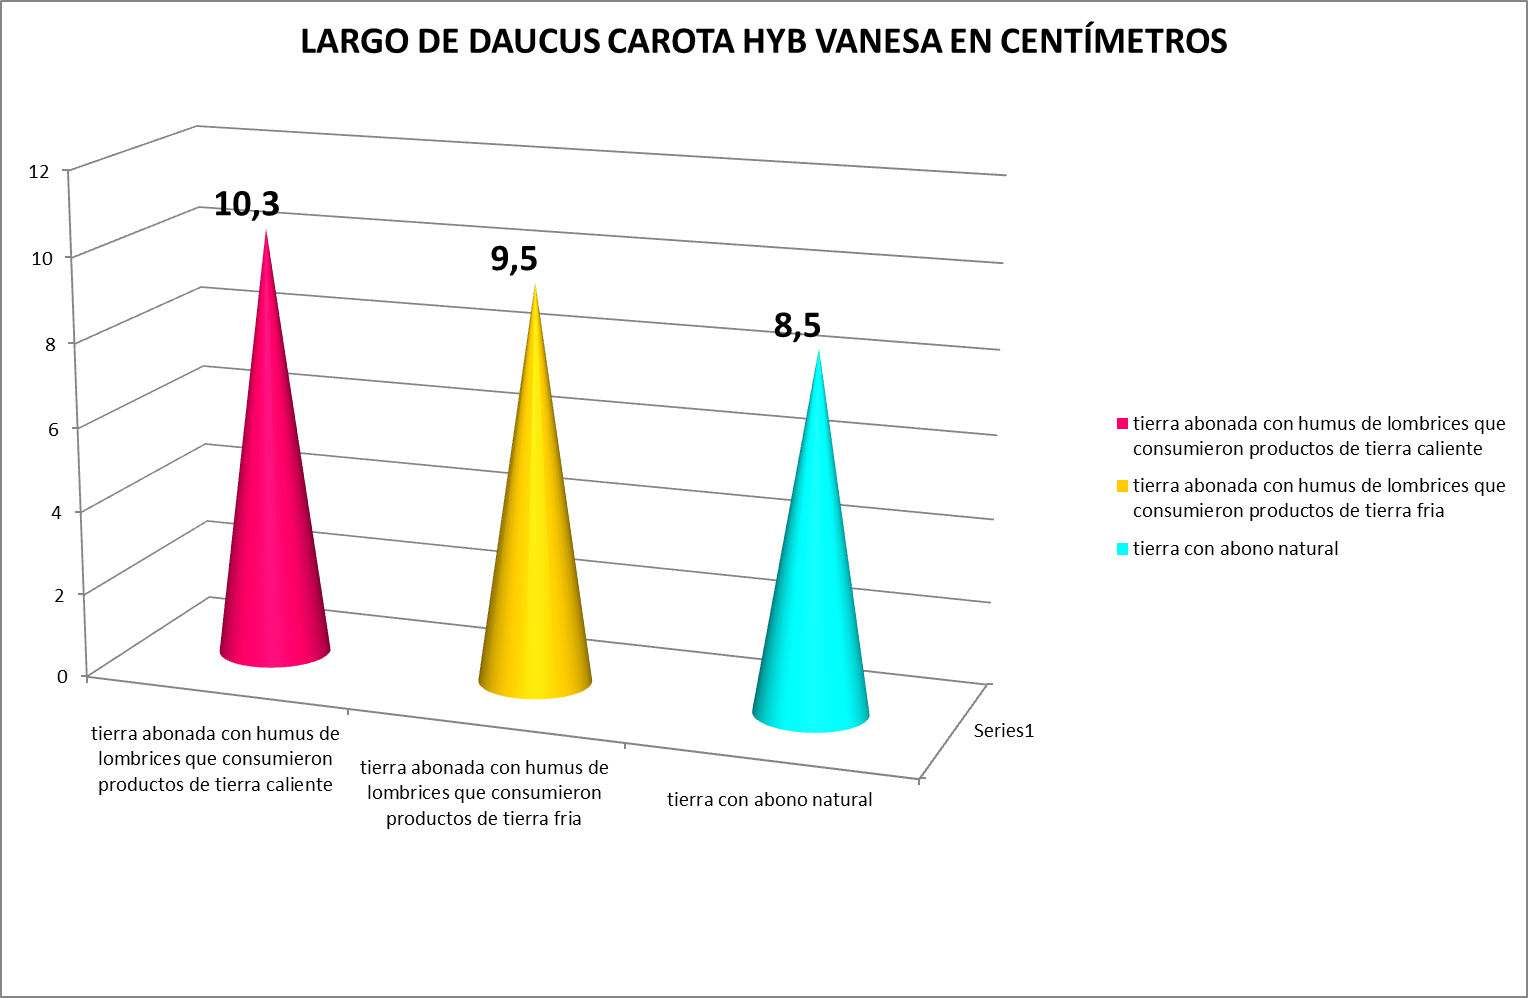 LARGO DE DAUCUS CAROTA HYB VANESA EN CENTÍMETROS
12
10
8
6
4
2
0
10,3
9,5
8,5
tierra abonada con humus de
lombrices que consumieron
productos de tierra caliente
tierra abonada con humus de
lombrices que consumieron
productos de tierra fria
tierra con abono natural
Series1
tierra abonada con humus de lombrices que
consumieron productos de tierra caliente
tierra abonada con humus de lombrices que
consumieron productos de tierra fria
tierra con abono natural